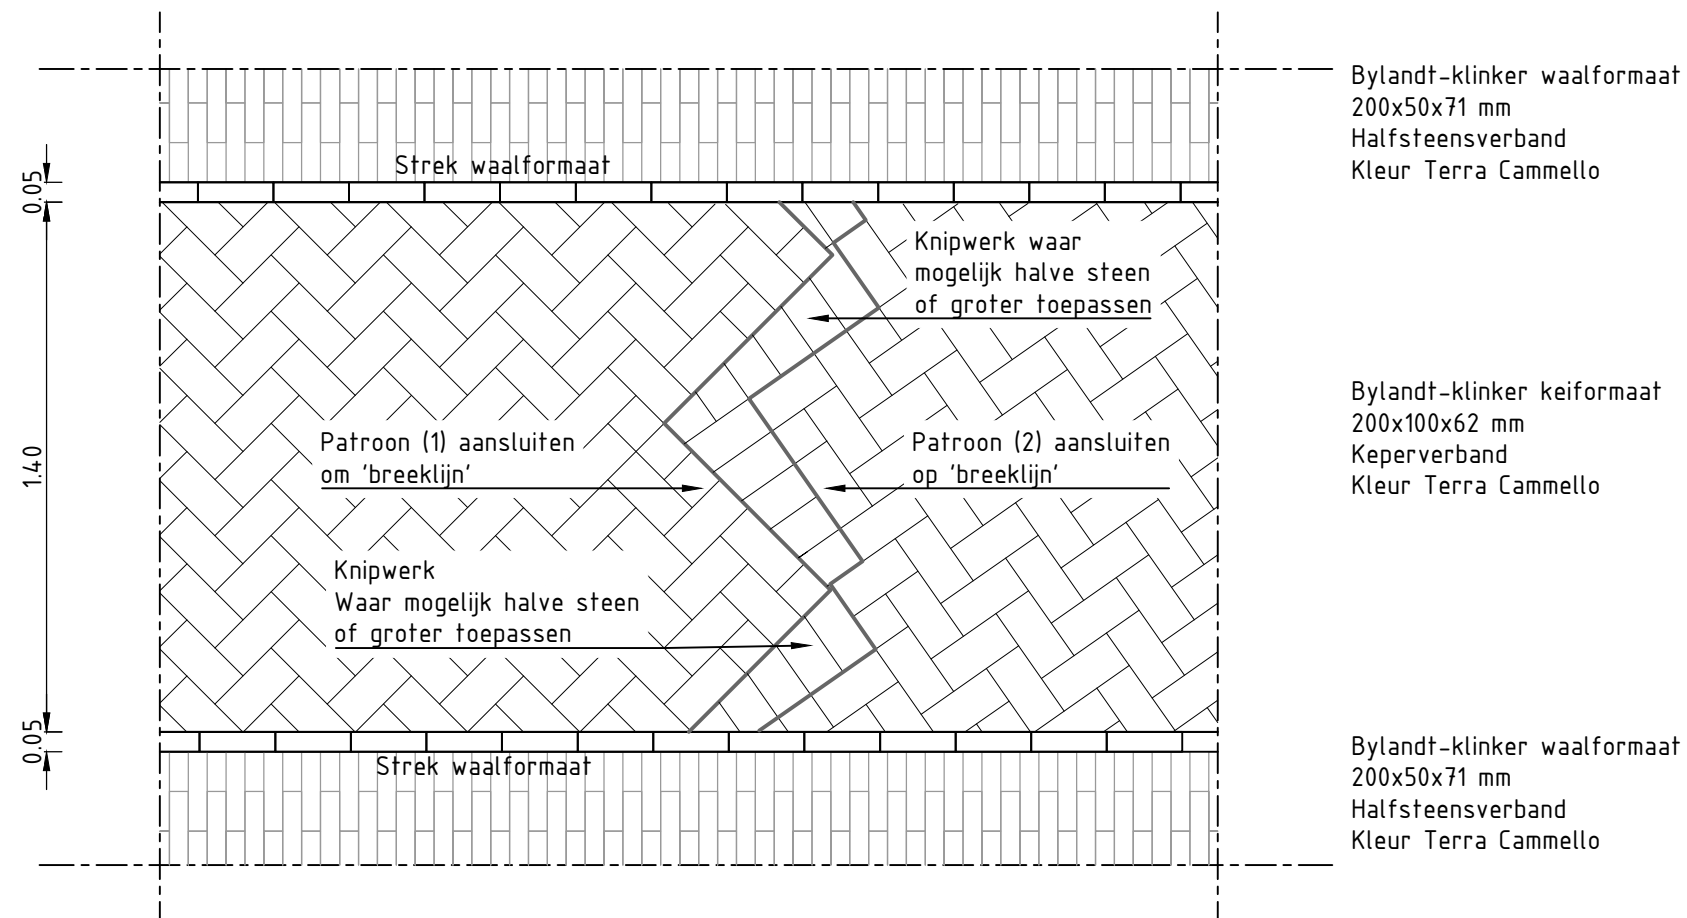 Bylandt-klinker waalformaat
200x50x71 mm
Halfsteensverband
Kleur Terra Cammello
Strek waalformaat
0.05
Knipwerk waar
mogelijk halve steen
of groter toepassen
Bylandt-klinker keiformaat
200x100x62 mm
Keperverband
Kleur Terra Cammello
1.40
Patroon (1) aansluiten
om 'breeklijn'
Patroon (2) aansluiten
op 'breeklijn'
Knipwerk
Waar mogelijk halve steen
of groter toepassen
0.05
Strek waalformaat
Bylandt-klinker waalformaat
200x50x71 mm
Halfsteensverband
Kleur Terra Cammello